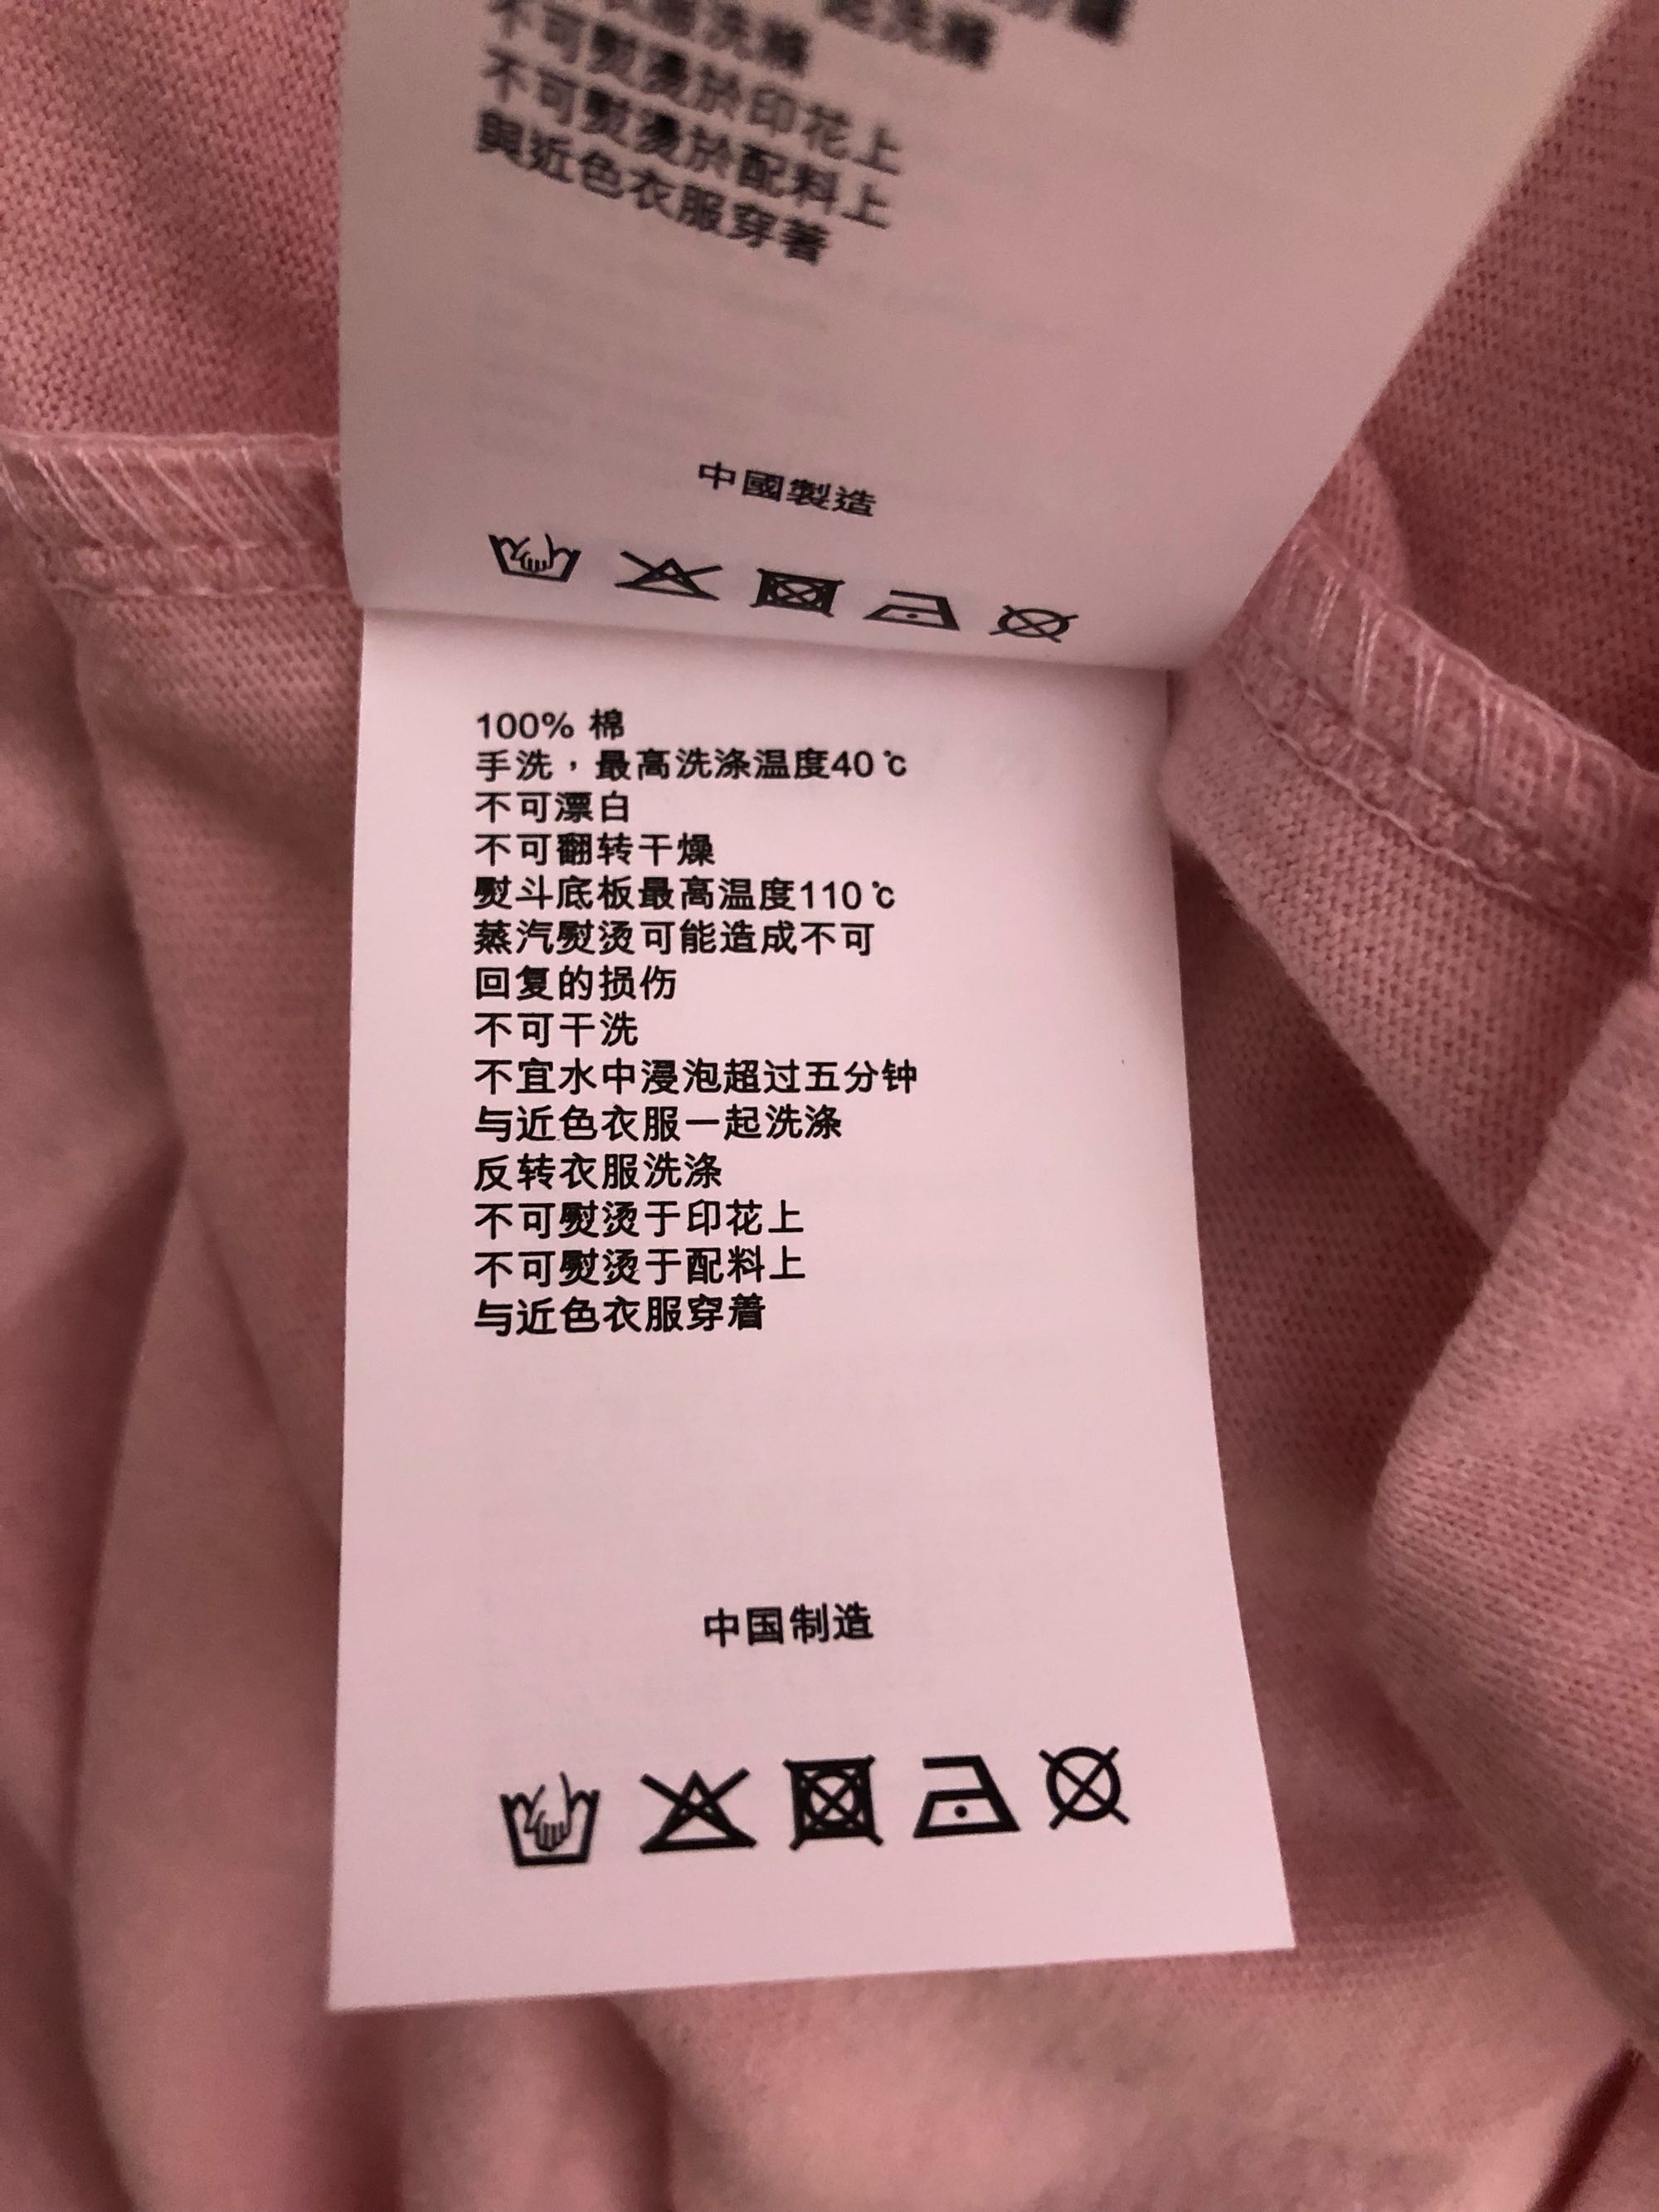 起洗滌
洗滌
不可熨燙於印花上
不可熨燙於配料上
與近色衣服穿著
中國製造
100% 棉
手洗，最高洗涤温度40℃
不可漂白
不可翻转干燥
熨斗底板最高温度110℃
蒸汽熨烫可能造成不可
回复的损伤
不可干洗
不宜水中浸泡超过五分钟
与近色衣服一起洗涤
反转衣服洗涤
不可熨烫于印花上
不可熨烫于配料上
与近色衣服穿着
中国制造